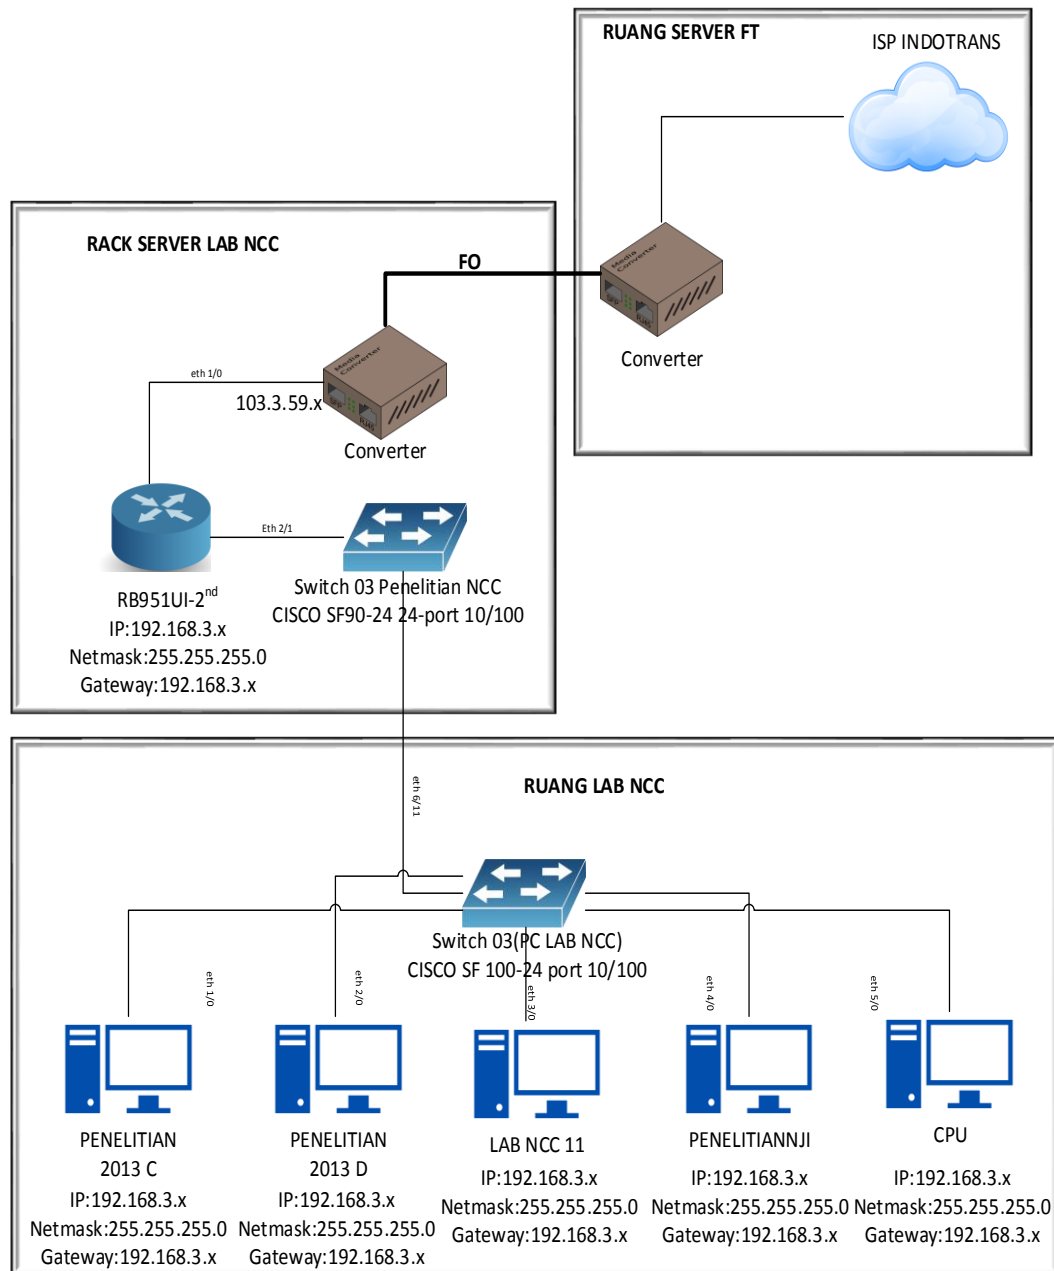 RUANG SERVER FT
ISP INDOTRANS
Media
Converter
SFP
RJ45
Converter
RACK SERVER LAB NCC
FO
eth 1/0
103.3.59.x
Media
Converter
SFP
RJ45
Converter
Eth 2/1
RB951UI-2nd
IP:192.168.3.x
Netmask:255.255.255.0
Gateway:192.168.3.x
Switch 03 Penelitian NCC
CISCO SF90-24 24-port 10/100
eth 6/11
RUANG LAB NCC
Switch 03(PC LAB NCC)
CISCO SF 100-24 port 10/100
eth 1/0
eth 2/0
eth 3/0
eth 4/0
eth 5/0
PENELITIAN
2013 C
IP:192.168.3.x
Netmask:255.255.255.0
Gateway:192.168.3.x
PENELITIAN
2013 D
IP:192.168.3.x
Netmask:255.255.255.0
Gateway:192.168.3.x
LAB NCC 11
IP:192.168.3.x
Netmask:255.255.255.0
Gateway:192.168.3.x
PENELITIANNJI
IP:192.168.3.x
Netmask:255.255.255.0
Gateway:192.168.3.x
CPU
IP:192.168.3.x
Netmask:255.255.255.0
Gateway:192.168.3.x